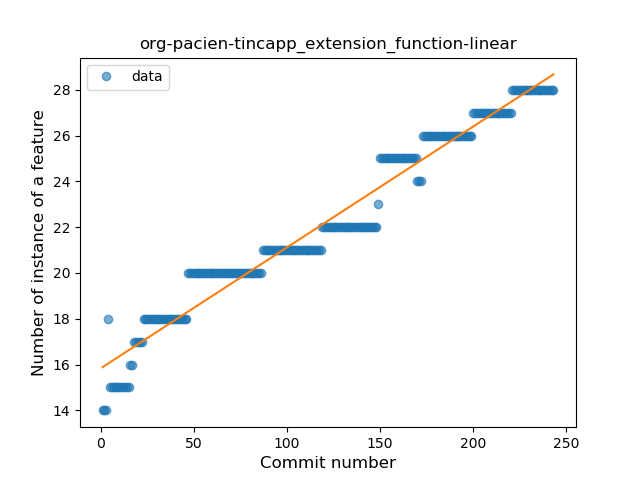 org-pacien-tincapp_extension_function-linear
data
Number of instance of a feature
28
26
24
22
20
18
16
14
0 50 100 150 200 250
Commit number